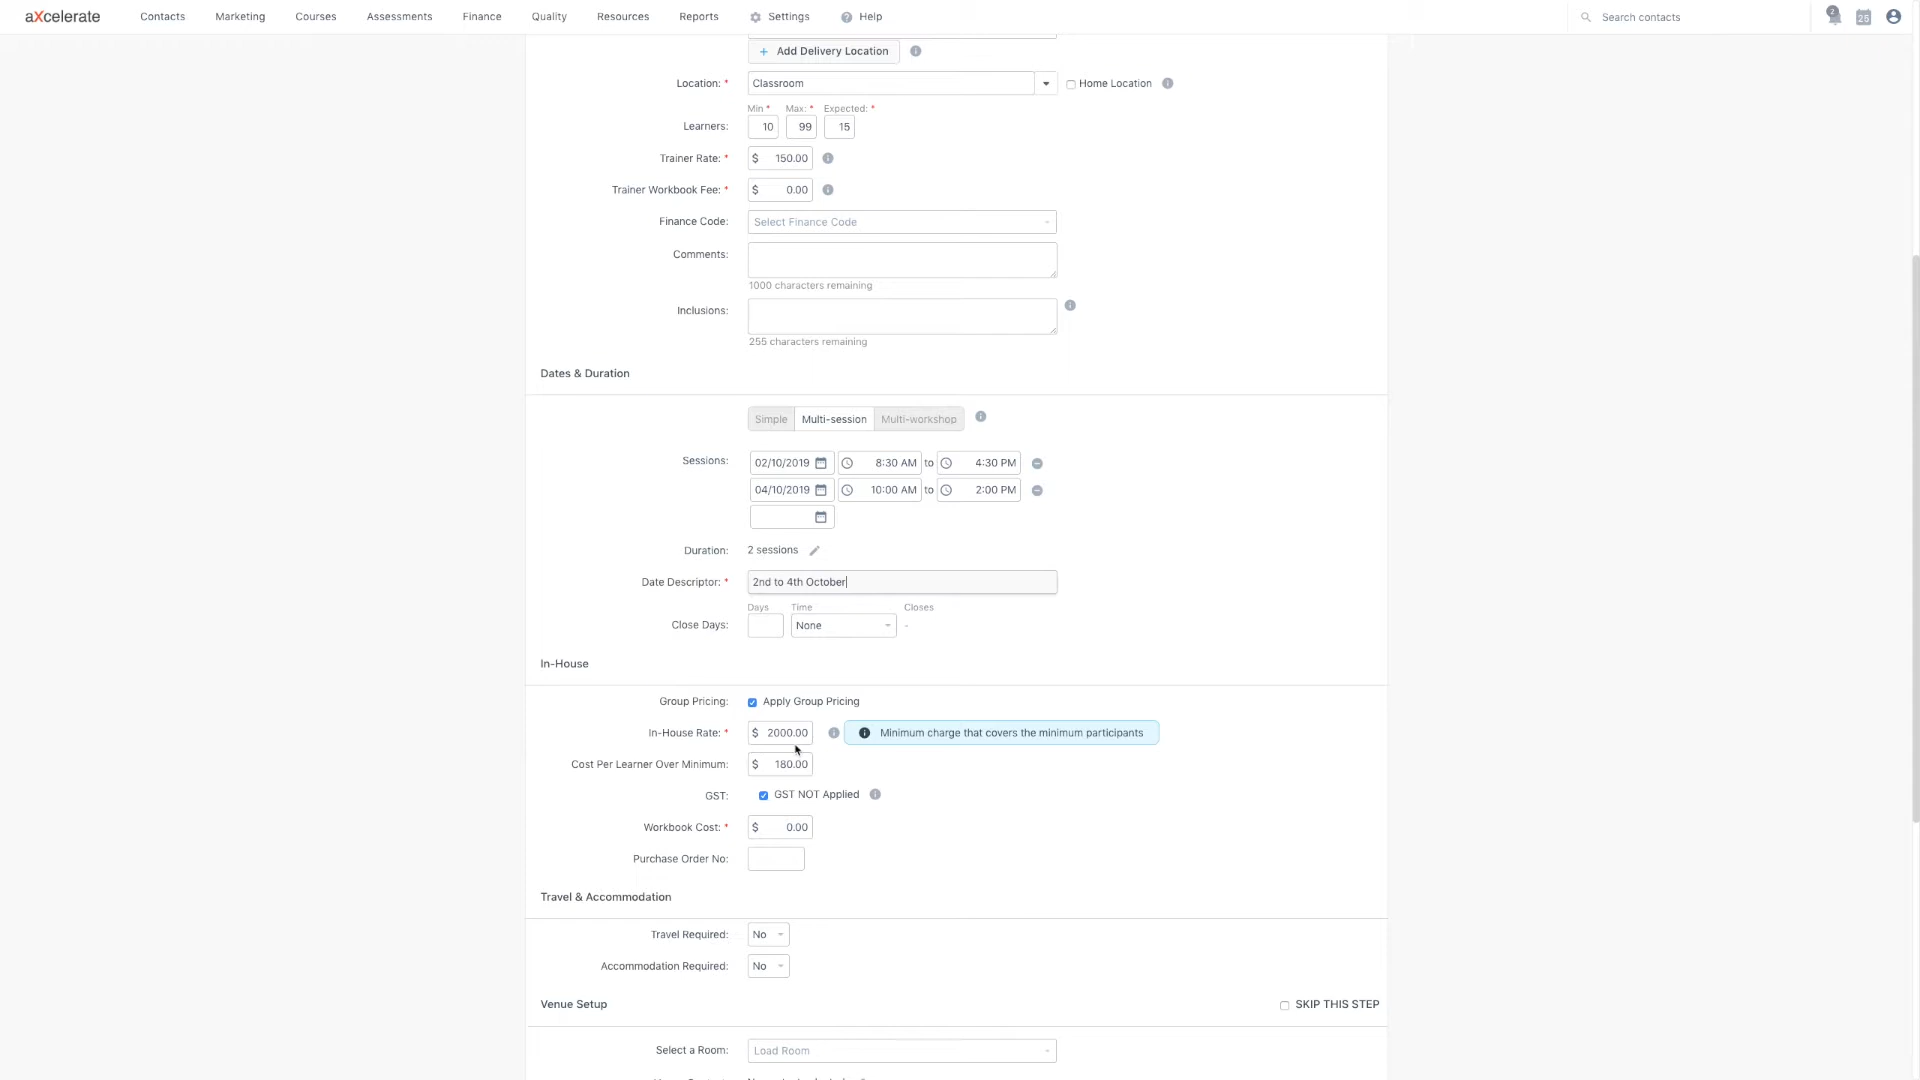 aXcelerate
Contacts
Marketing
Courses
Assessments
Finance
Quality
Resources
Reports
Settings
Help
Search contacts
2
25
+ Add Delivery Location
Location: * Classroom Home Location
Min * Max: * Expected: *
Learners: 10 99 15
Trainer Rate: * $ 150.00
Trainer Workbook Fee: * $ 0.00
Finance Code: Select Finance Code
Comments:
1000 characters remaining
Inclusions:
255 characters remaining
Dates & Duration
Simple Multi-session Multi-workshop
Sessions: 02/10/2019 8:30 AM to 4:30 PM
04/10/2019 10:00 AM to 2:00 PM
Duration: 2 sessions
Date Descriptor: * 2nd to 4th October
Days Time Closes
Close Days: None -
In-House
Group Pricing: Apply Group Pricing
In-House Rate: * $ 2000.00 Minimum charge that covers the minimum participants
Cost Per Learner Over Minimum: $ 180.00
GST: GST NOT Applied
Workbook Cost: * $ 0.00
Purchase Order No:
Travel & Accommodation
Travel Required: No
Accommodation Required: No
Venue Setup SKIP THIS STEP
Select a Room: Load Room